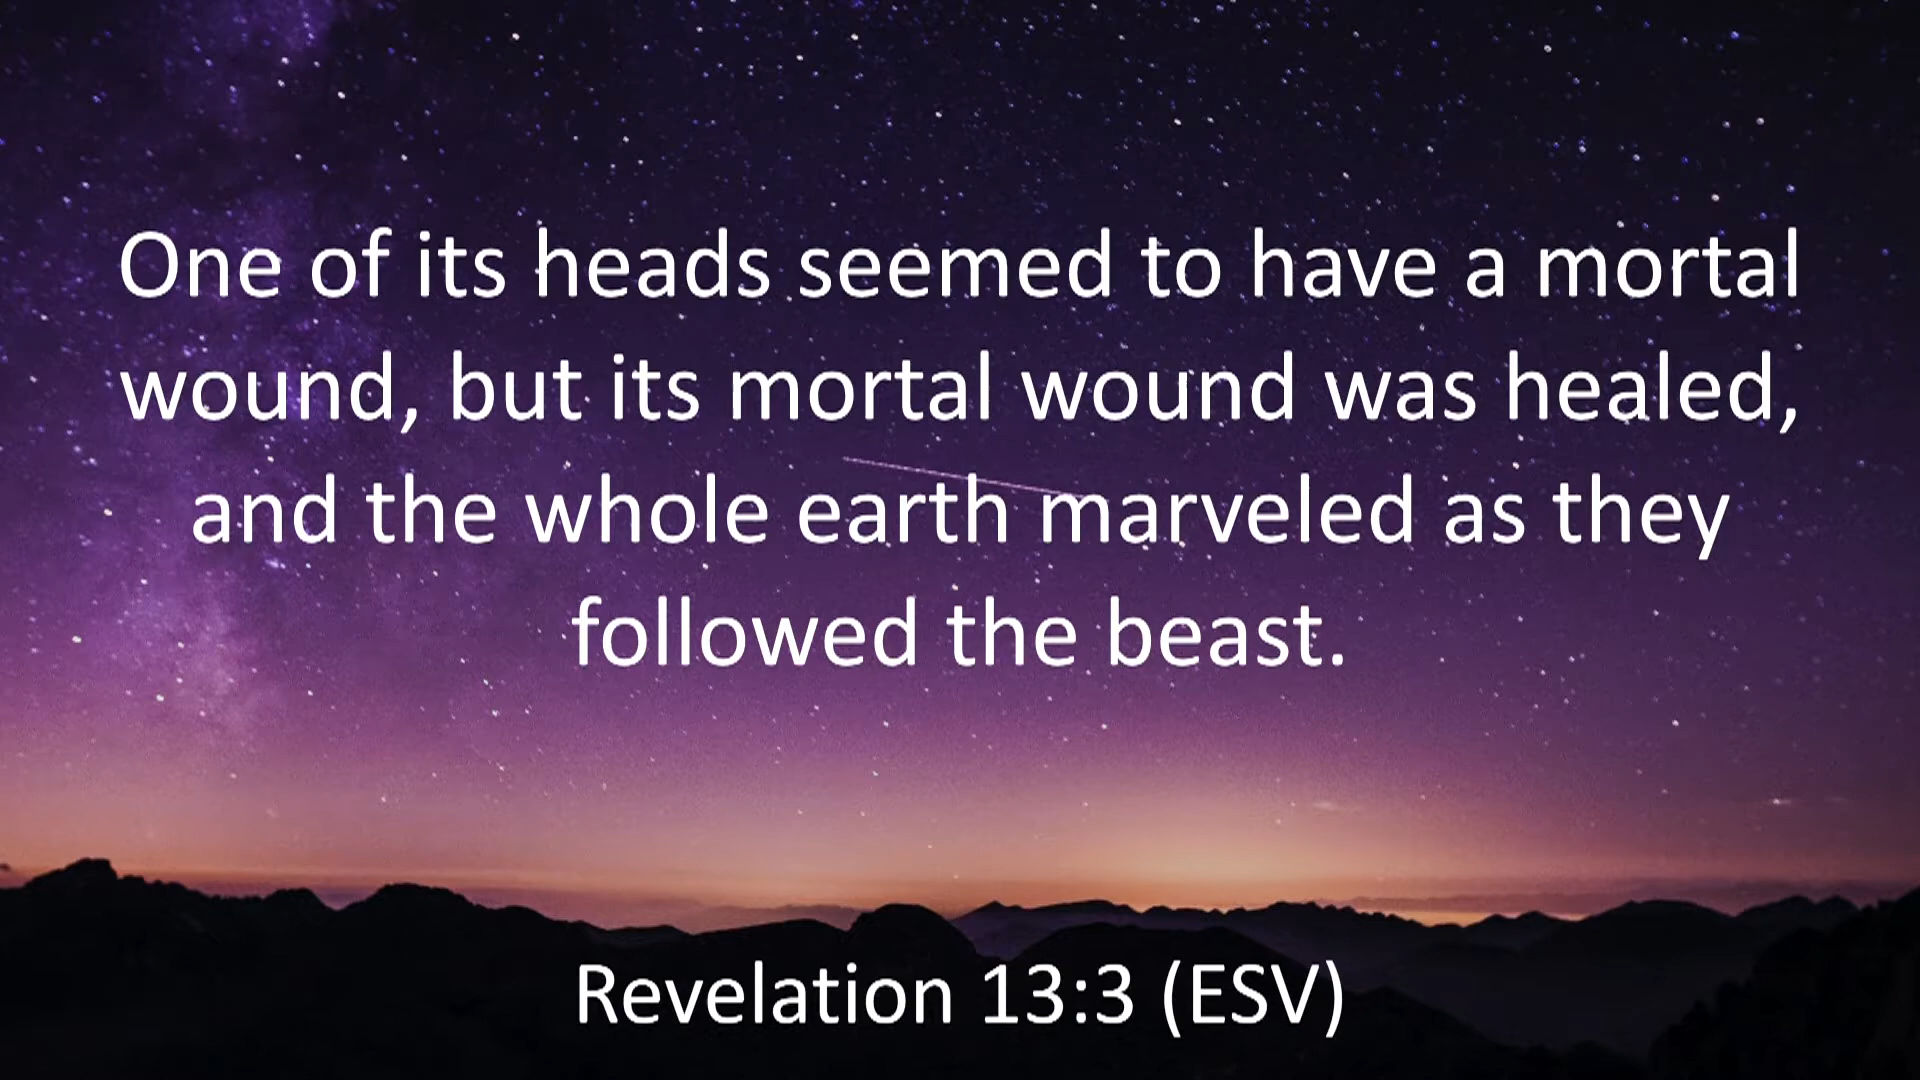 One of its heads seemed to have a mortal
wound, but its mortal wound was healed,
and the whole earth marveled as they
followed the beast.
Revelation 13:3 (ESV)